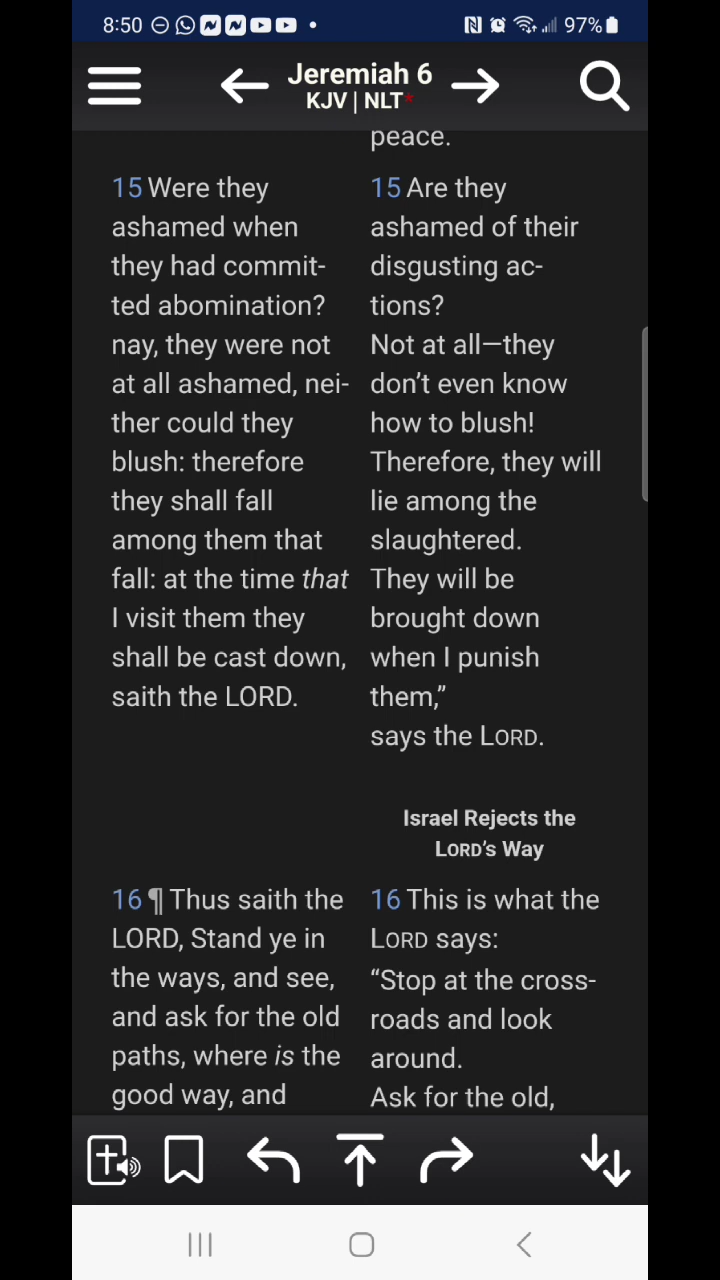 8:50 97%
Jeremiah 6
KJV | NLT*
peace.
15 Were they
ashamed when
they had commit-
ted abomination?
nay, they were not
at all ashamed, nei-
ther could they
blush: therefore
they shall fall
among them that
fall: at the time that
I visit them they
shall be cast down,
saith the LORD.
15 Are they
ashamed of their
disgusting ac-
tions?
Not at all—they
don’t even know
how to blush!
Therefore, they will
lie among the
slaughtered.
They will be
brought down
when I punish
them,”
says the LORD.
Israel Rejects the
LORD’s Way
16 ¶ Thus saith the
LORD, Stand ye in
the ways, and see,
and ask for the old
paths, where is the
good way, and
16 This is what the
LORD says:
“Stop at the cross-
roads and look
around.
Ask for the old,